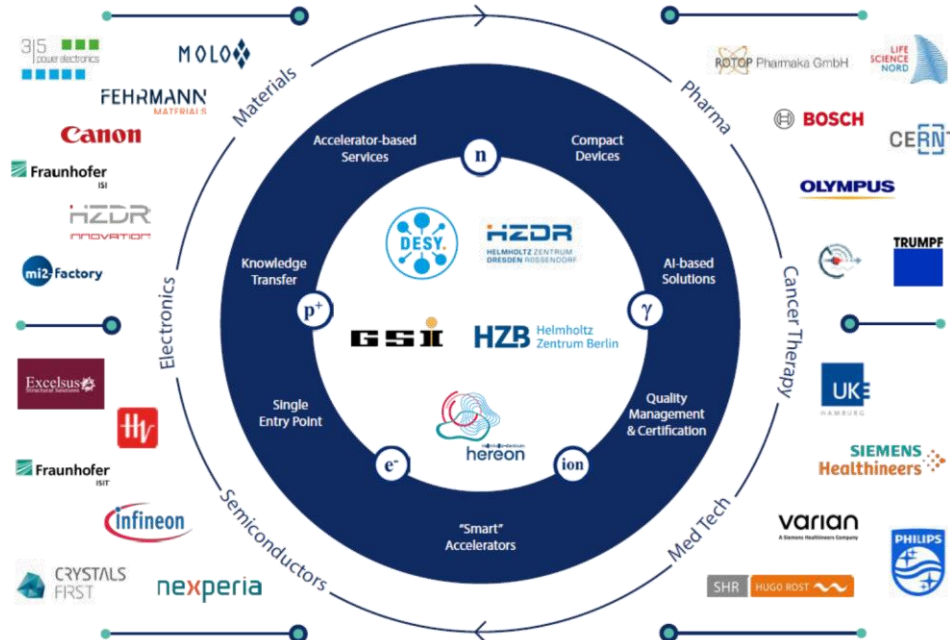 3|5
power electronics
MOLOX
FEHRMANN
MATERIALS
Canon
Fraunhofer
ISI
HZDR
INNOVATION
mi2-factory
Materials
Electronics
Semiconductors
Excelsus
Structural Solutions
Fraunhofer
ISIT
infineon
CRYSTALS
FIRST
nexperia
Accelerator-based
Services
n
Compact
Devices
Knowledge
Transfer
p+
AI-based
Solutions
γ
DESY.
HZDR
HELMHOLTZ ZENTRUM
DRESDEN ROSSENDORF
GSI
HZB Helmholtz
Zentrum Berlin
hereon
Single
Entry Point
e-
Quality
Management
& Certification
ion
"Smart"
Accelerators
Pharma
Cancer Therapy
Med Tech
ROTOP Pharmaka GmbH
LIFE
SCIENCE
NORD
BOSCH
CERN
OLYMPUS
TRUMPF
UKE
HAMBURG
SIEMENS
Healthineers
varian
A Siemens Healthineers Company
PHILIPS
SHR HUGO ROST